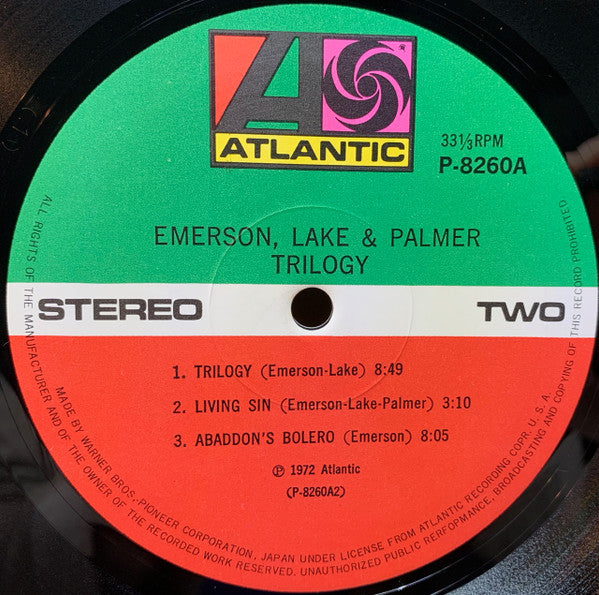 ATLANTIC
33⅓RPM
P-8260A
EMERSON, LAKE & PALMER
TRILOGY
STEREO
TWO
1. TRILOGY (Emerson-Lake) 8:49
2. LIVING SIN (Emerson-Lake-Palmer) 3:10
3. ABADDON'S BOLERO (Emerson) 8:05
℗ 1972 Atlantic
(P-8260A2)
ALL RIGHTS OF THE MANUFACTURER AND OF THE OWNER OF THE RECORDED WORK RESERVED. UNAUTHORIZED PUBLIC RERFOPMANCE, BROADCASTING AND COPYING OF THIS RECORD PROHIBITED
MADE BY WARNER BROS.-PIONEER CORPORATION, JAPAN UNDER LICENSE FROM ATLANTIC RECORDING COPR. U. S. A.